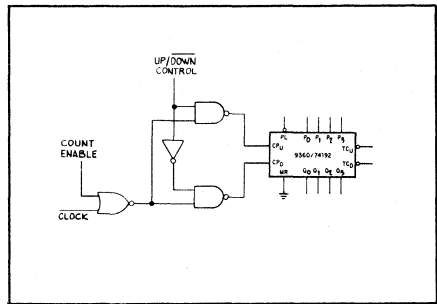 UP/DOWN
CONTROL
COUNT
ENABLE
CLOCK
PL P0 P1 P2 P3
CPU
TCU
9360/74192
CPD
TCD
MR Q0 Q1 Q2 Q3